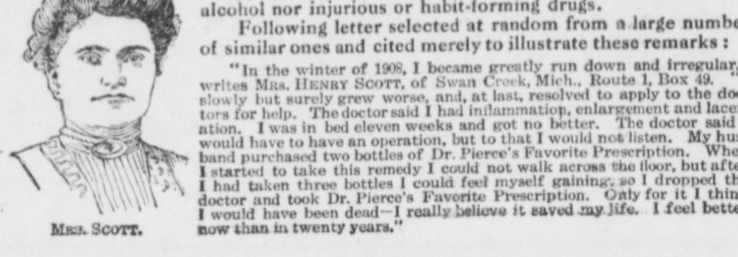 alcohol nor injurious or habit-forming drugs.
Following letter selected at random from a large numbe
of similar ones and cited merely to illustrate these remarks :
"In the winter of 1908, I became greatly run down and irregular,"
writes MRS. HENRY SCOTT, of Swan Creek, Mich., Route 1, Box 49. "I
slowly but surely grew worse, and, at last, resolved to apply to the doc
tors for help. The doctor said I had inflammation, enlargement and lace
ation. I was in bed eleven weeks and got no better. The doctor said
would have to have an operation, but to that I would not listen. My hus
band purchased two bottles of Dr. Pierce's Favorite Prescription. Whe
I started to take this remedy I could not walk across the floor, but afte
I had taken three bottles I could feel myself gaining, so I dropped th
doctor and took Dr. Pierce's Favorite Prescription. Only for it I thin
I would have been dead—I really believe it saved my life. I feel bette
now than in twenty years."
MRS. SCOTT.